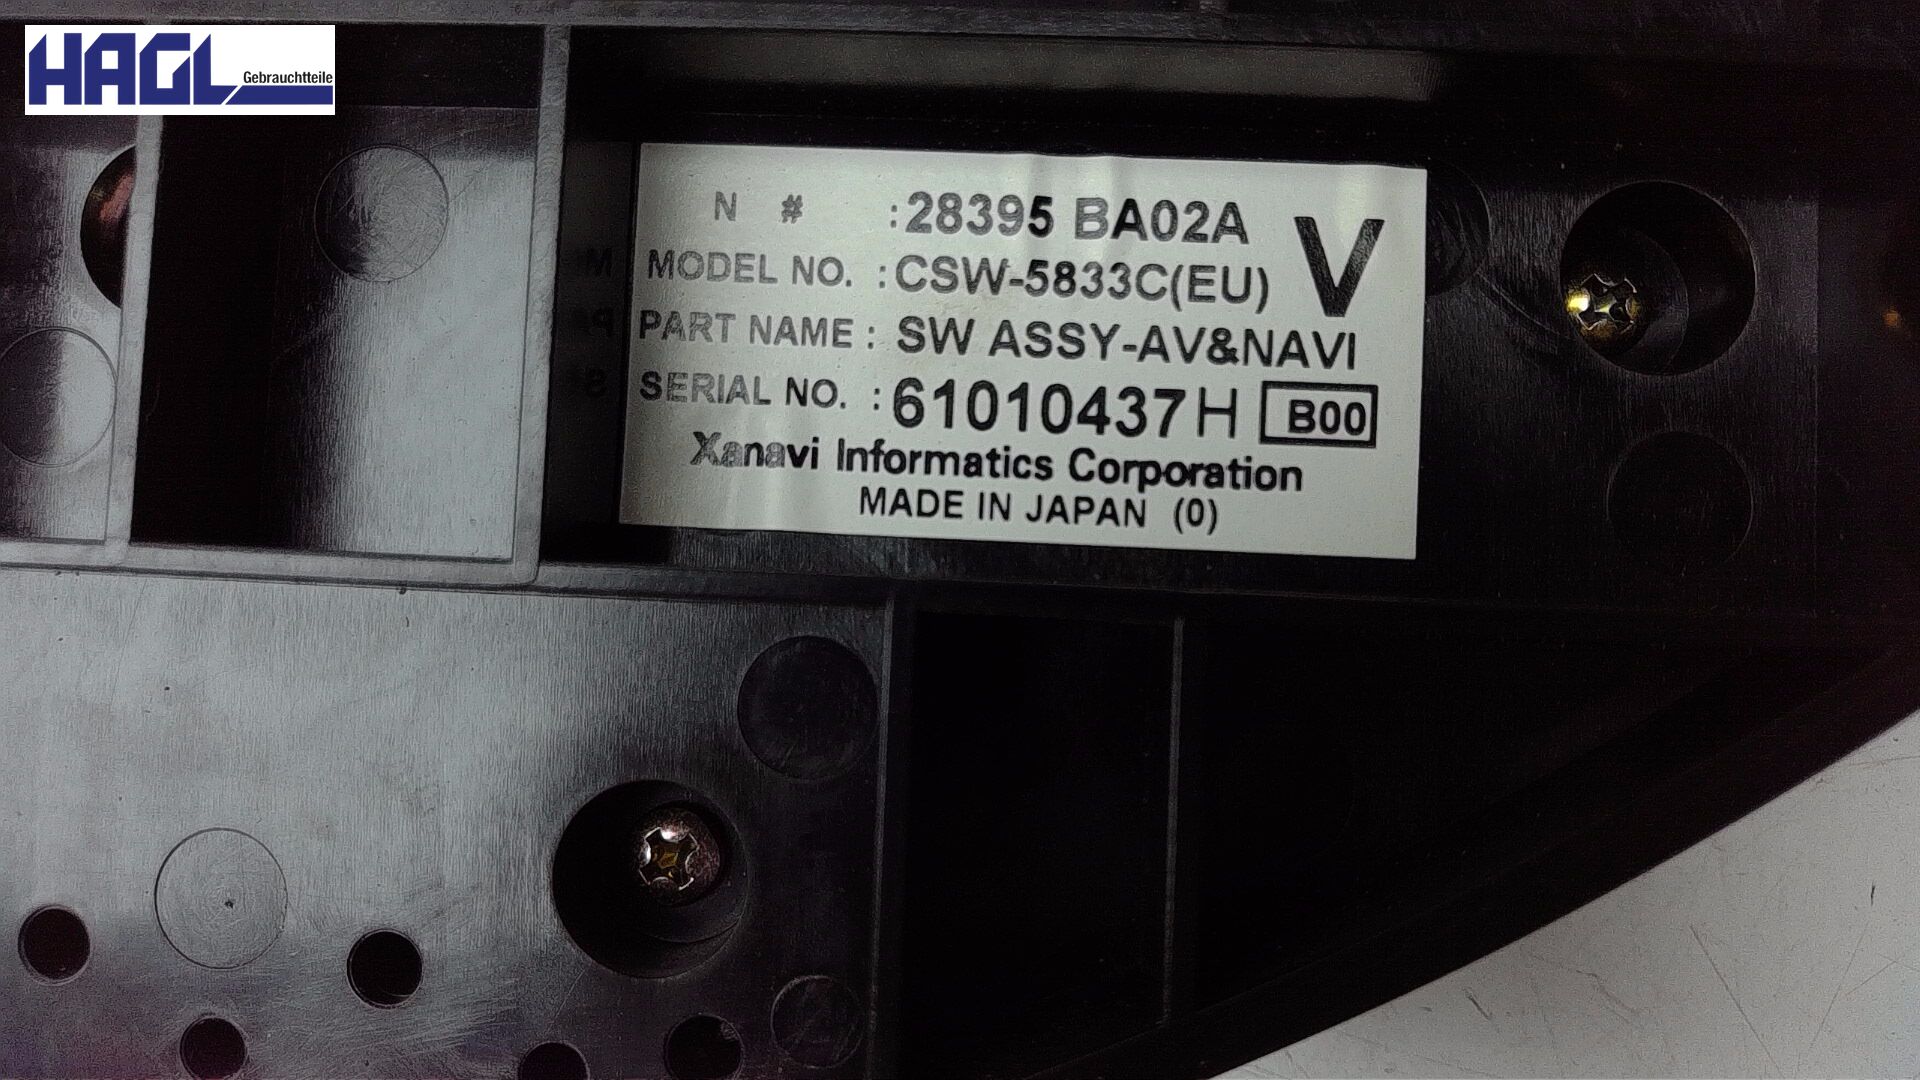 HAGL
Gebrauchtteile
N # :28395 BA02A
V
MODEL NO. :CSW-5833C(EU)
PART NAME : SW ASSY-AV&NAVI
SERIAL NO. :61010437H B00
Xanavi Informatics Corporation
MADE IN JAPAN (0)